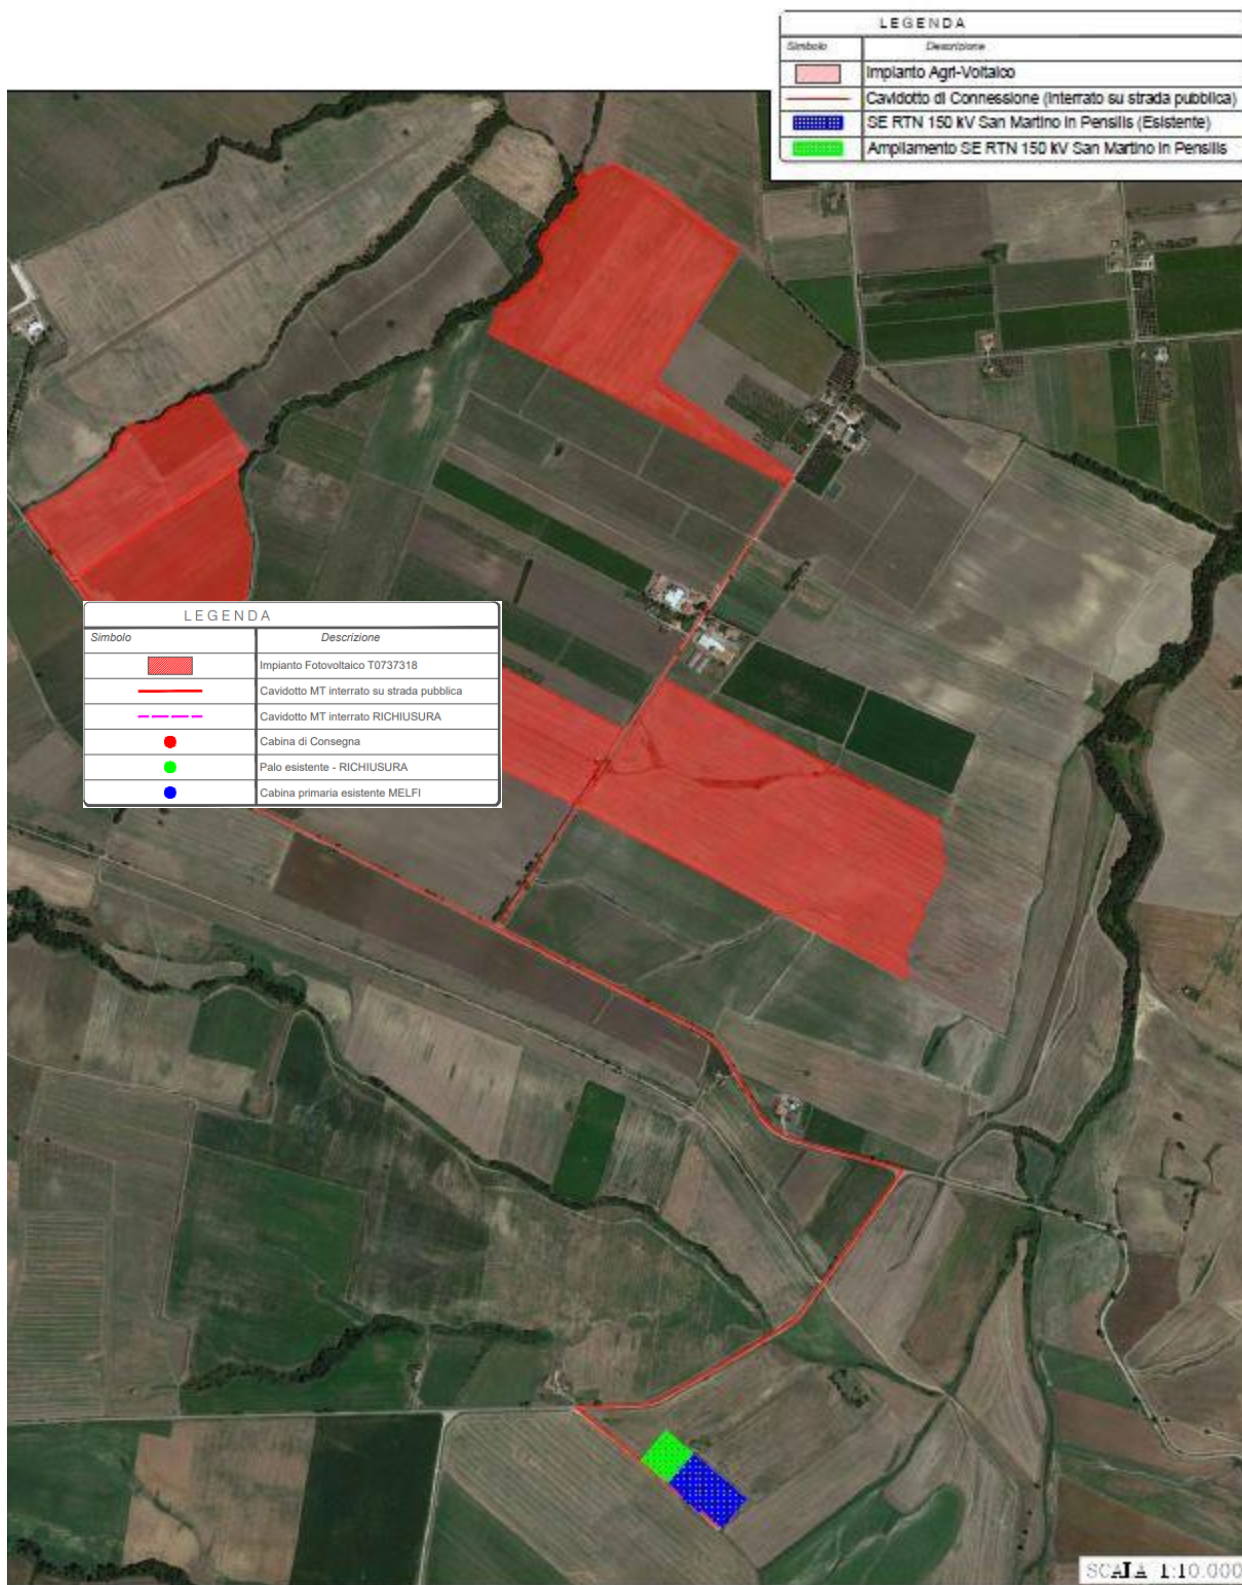 LEGENDA
Simbolo Descrizione
Impianto Agri-Voltaico
Cavidotto di Connessione (Interrato su strada pubblica)
SE RTN 150 kV San Martino in Pensilis (Esistente)
Ampliamento SE RTN 150 kV San Martino in Pensilis
LEGENDA
Simbolo Descrizione
Impianto Fotovoltaico T0737318
Cavidotto MT interrato su strada pubblica
Cavidotto MT interrato RICHIUSURA
Cabina di Consegna
Palo esistente - RICHIUSURA
Cabina primaria esistente MELFI
SCALA 1:10.000